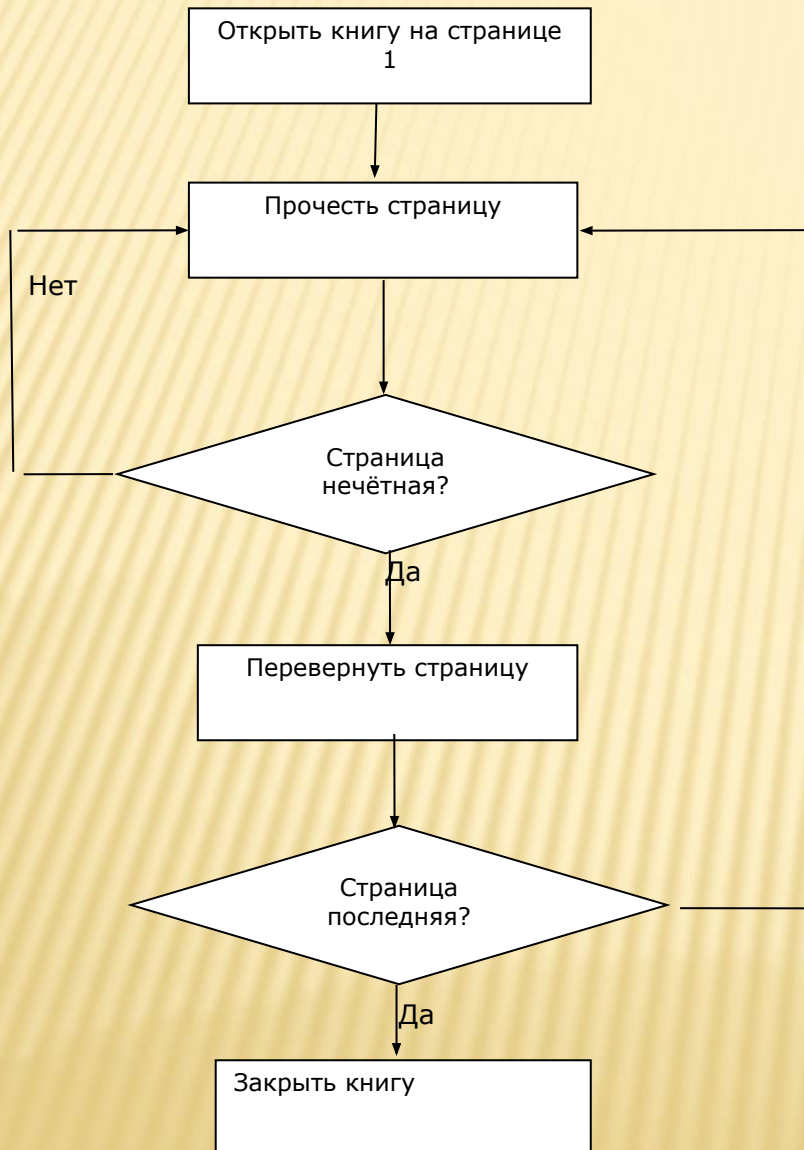 Открыть книгу на странице
1
Прочесть страницу
Нет
Страница
нечётная?
Да
Перевернуть страницу
Страница
последняя?
Да
Закрыть книгу